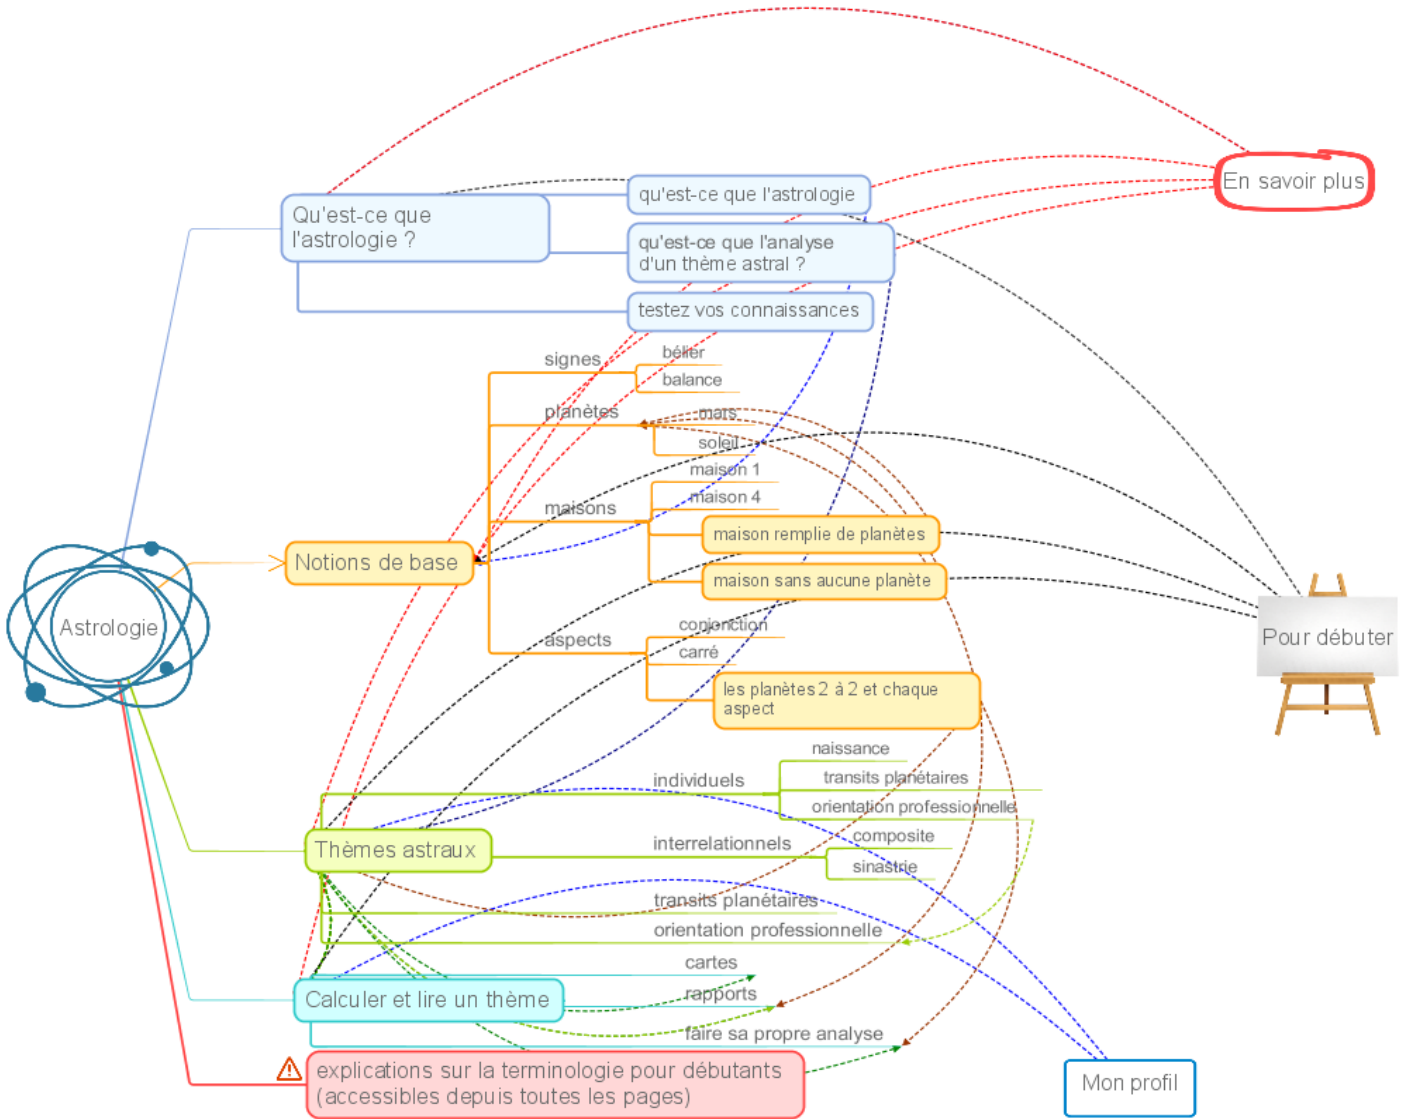 En savoir plus
Qu'est-ce que
l'astrologie ?
qu'est-ce que l'astrologie
qu'est-ce que l'analyse
d'un thème astral ?
testez vos connaissances
signes
bélier
balance
planètes
mars
soleil
maisons
maison 1
maison 4
maison remplie de planètes
maison sans aucune planète
Notions de base
Astrologie
Pour débuter
aspects
conjonction
carré
les planètes 2 à 2 et chaque
aspect
individuels
naissance
transits planétaires
orientation professionnelle
Thèmes astraux
interrelationnels
composite
sinastrie
transits planétaires
orientation professionnelle
cartes
Calculer et lire un thème
rapports
faire sa propre analyse
explications sur la terminologie pour débutants
(accessibles depuis toutes les pages)
Mon profil